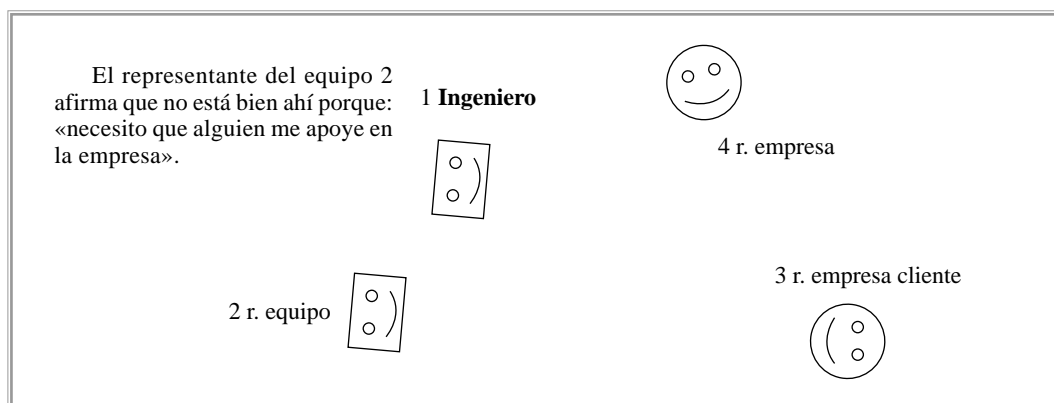 El representante del equipo 2
afirma que no está bien ahí porque:
«necesito que alguien me apoye en
la empresa».
1 Ingeniero
4 r. empresa
2 r. equipo
3 r. empresa cliente